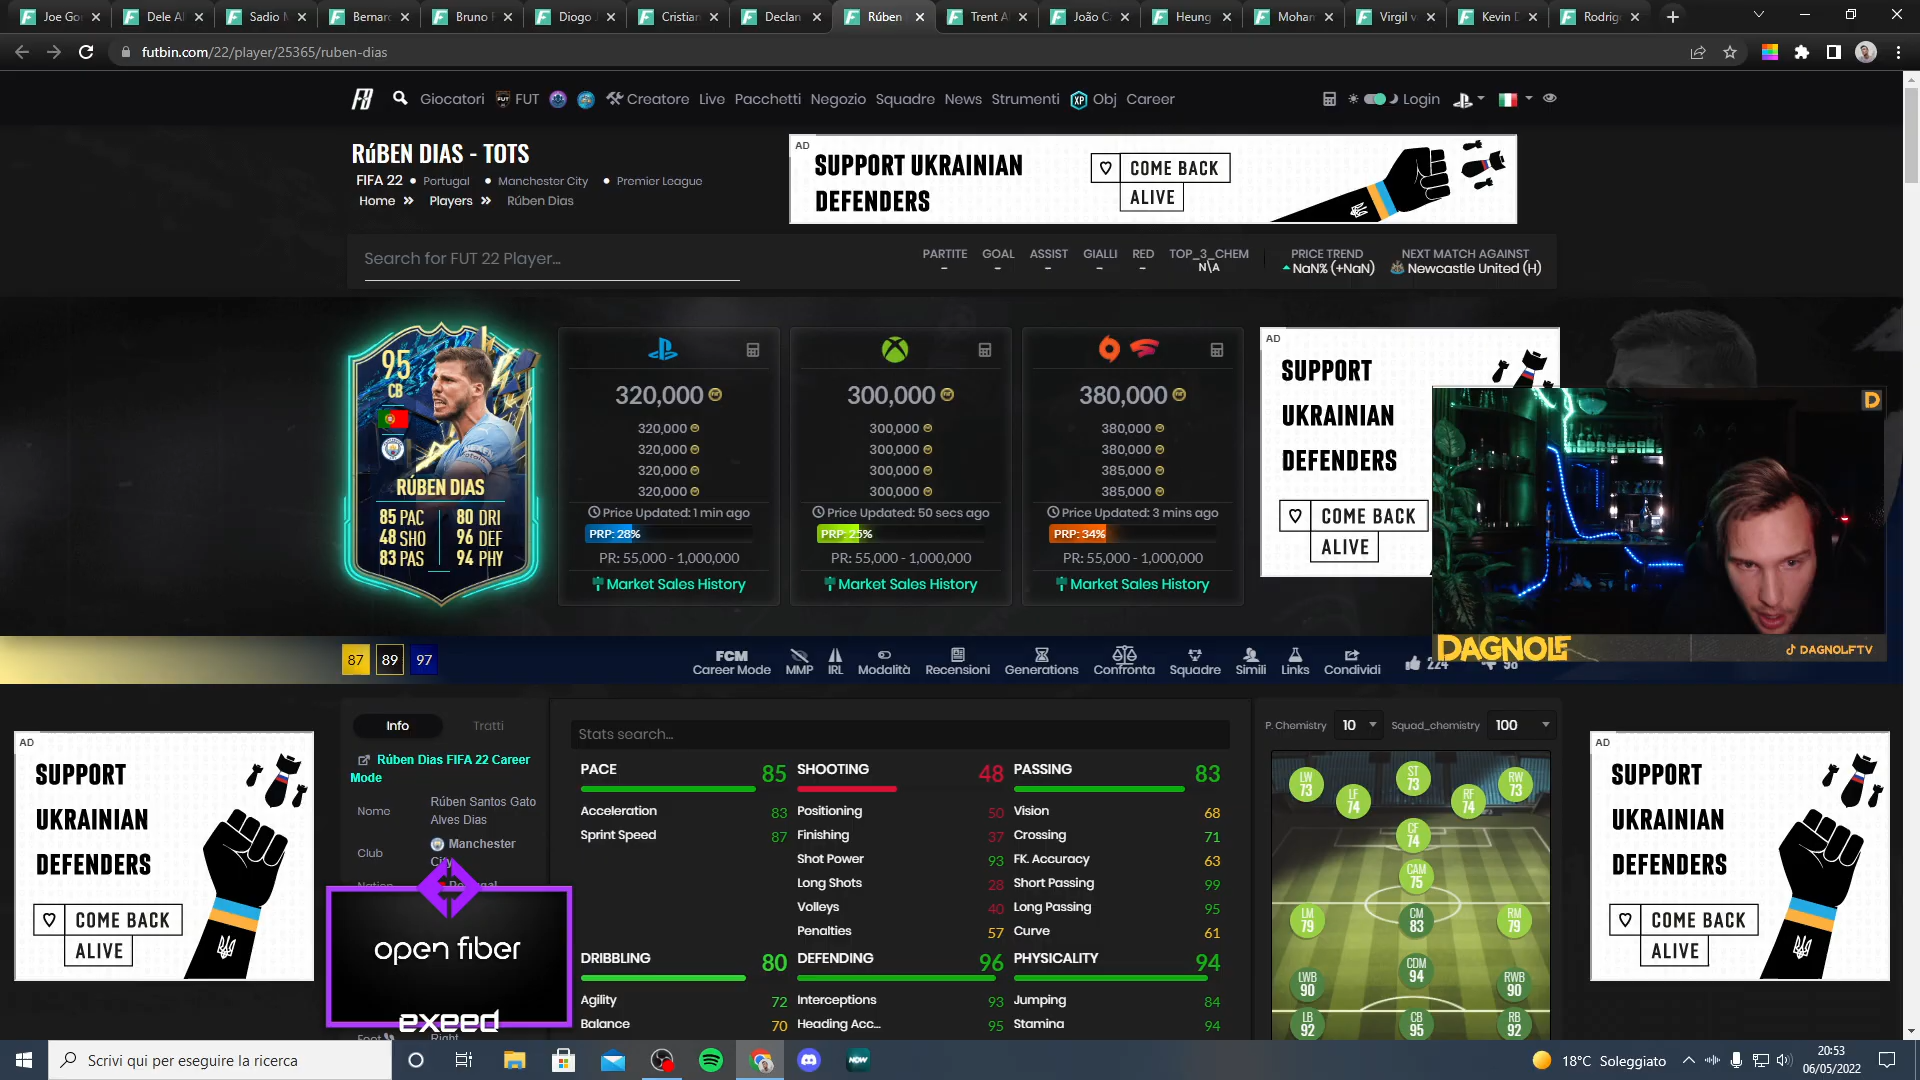 Joe Go
Dele Al
Sadio M
Bernard
Bruno F
Diogo J
Cristian
Declan
Rúben
Trent A
João C
Heung
Moham
Virgil v
Kevin D
Rodrig
futbin.com/22/player/25365/ruben-dias
Giocatori FUT Creatore Live Pacchetti Negozio Squadre News Strumenti XP Obj Career Login
RúBEN DIAS - TOTS
FIFA 22 • Portugal • Manchester City • Premier League
Home » Players » Rúben Dias
AD
SUPPORT UKRAINIAN
DEFENDERS
COME BACK
ALIVE
Search for FUT 22 Player...
PARTITE GOAL ASSIST GIALLI RED TOP_3_CHEM PRICE TREND NEXT MATCH AGAINST
- - - - - N\A NaN% (+NaN) Newcastle United (H)
95
CB
RÚBEN DIAS
85 PAC 80 DRI
48 SHO 96 DEF
83 PAS 94 PHY
320,000
320,000
320,000
320,000
320,000
Price Updated: 1 min ago
PRP: 28%
PR: 55,000 - 1,000,000
Market Sales History
300,000
300,000
300,000
300,000
300,000
Price Updated: 50 secs ago
PRP: 25%
PR: 55,000 - 1,000,000
Market Sales History
380,000
380,000
380,000
385,000
385,000
Price Updated: 3 mins ago
PRP: 34%
PR: 55,000 - 1,000,000
Market Sales History
AD
SUPPORT
UKRAINIAN
DEFENDERS
COME BACK
ALIVE
D
DAGNOLF
DAGNOLFTV
87 89 97
FCM
Career Mode MMP IRL Modalità Recensioni Generations Confronta Squadre Simili Links Condividi 224 98
AD
SUPPORT
UKRAINIAN
DEFENDERS
COME BACK
ALIVE
Info Tratti
Rúben Dias FIFA 22 Career
Mode
Nome Rúben Santos Gato
Alves Dias
Club Manchester
City
open fiber
exeed
Right
Stats search...
PACE 85
Acceleration 83
Sprint Speed 87
SHOOTING 48
Positioning 50
Finishing 37
Shot Power 93
Long Shots 28
Volleys 40
Penalties 57
PASSING 83
Vision 68
Crossing 71
FK. Accuracy 63
Short Passing 99
Long Passing 95
Curve 61
DRIBBLING 80
Agility 72
Balance 70
DEFENDING 96
Interceptions 93
Heading Acc... 95
PHYSICALITY 94
Jumping 84
Stamina 94
P. Chemistry 10 Squad_chemistry 100
LW 73
LF 74
ST 73
RF 74
RW 73
CF 74
CAM 75
LM 79
CM 83
RM 79
CDM 94
LWB 90
RWB 90
LB 92
CB 95
RB 92
AD
SUPPORT
UKRAINIAN
DEFENDERS
COME BACK
ALIVE
Scrivi qui per eseguire la ricerca
NOW
18°C Soleggiato
20:53
06/05/2022